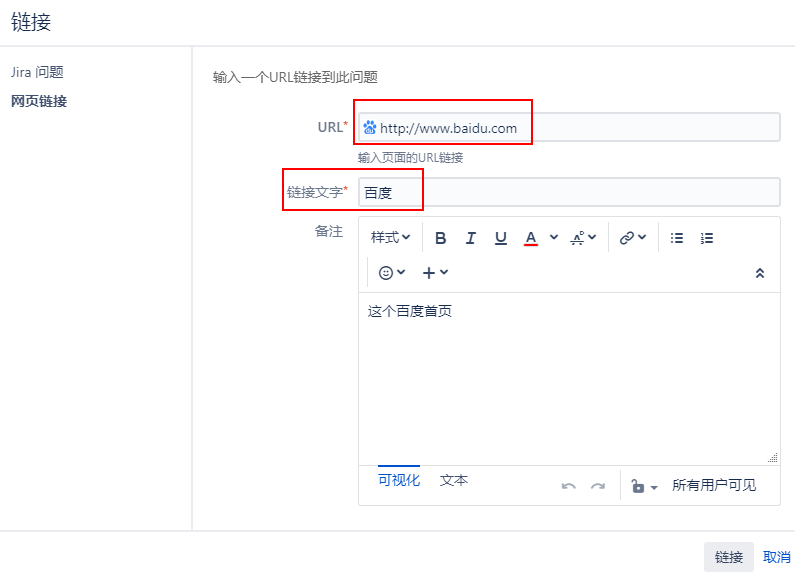 链接
Jira 问题
网页链接
输入一个URL链接到此问题
URL* http://www.baidu.com
输入页面的URL链接
链接文字* 百度
备注
样式 B I U A
这个百度首页
可视化 文本 所有用户可见
链接 取消